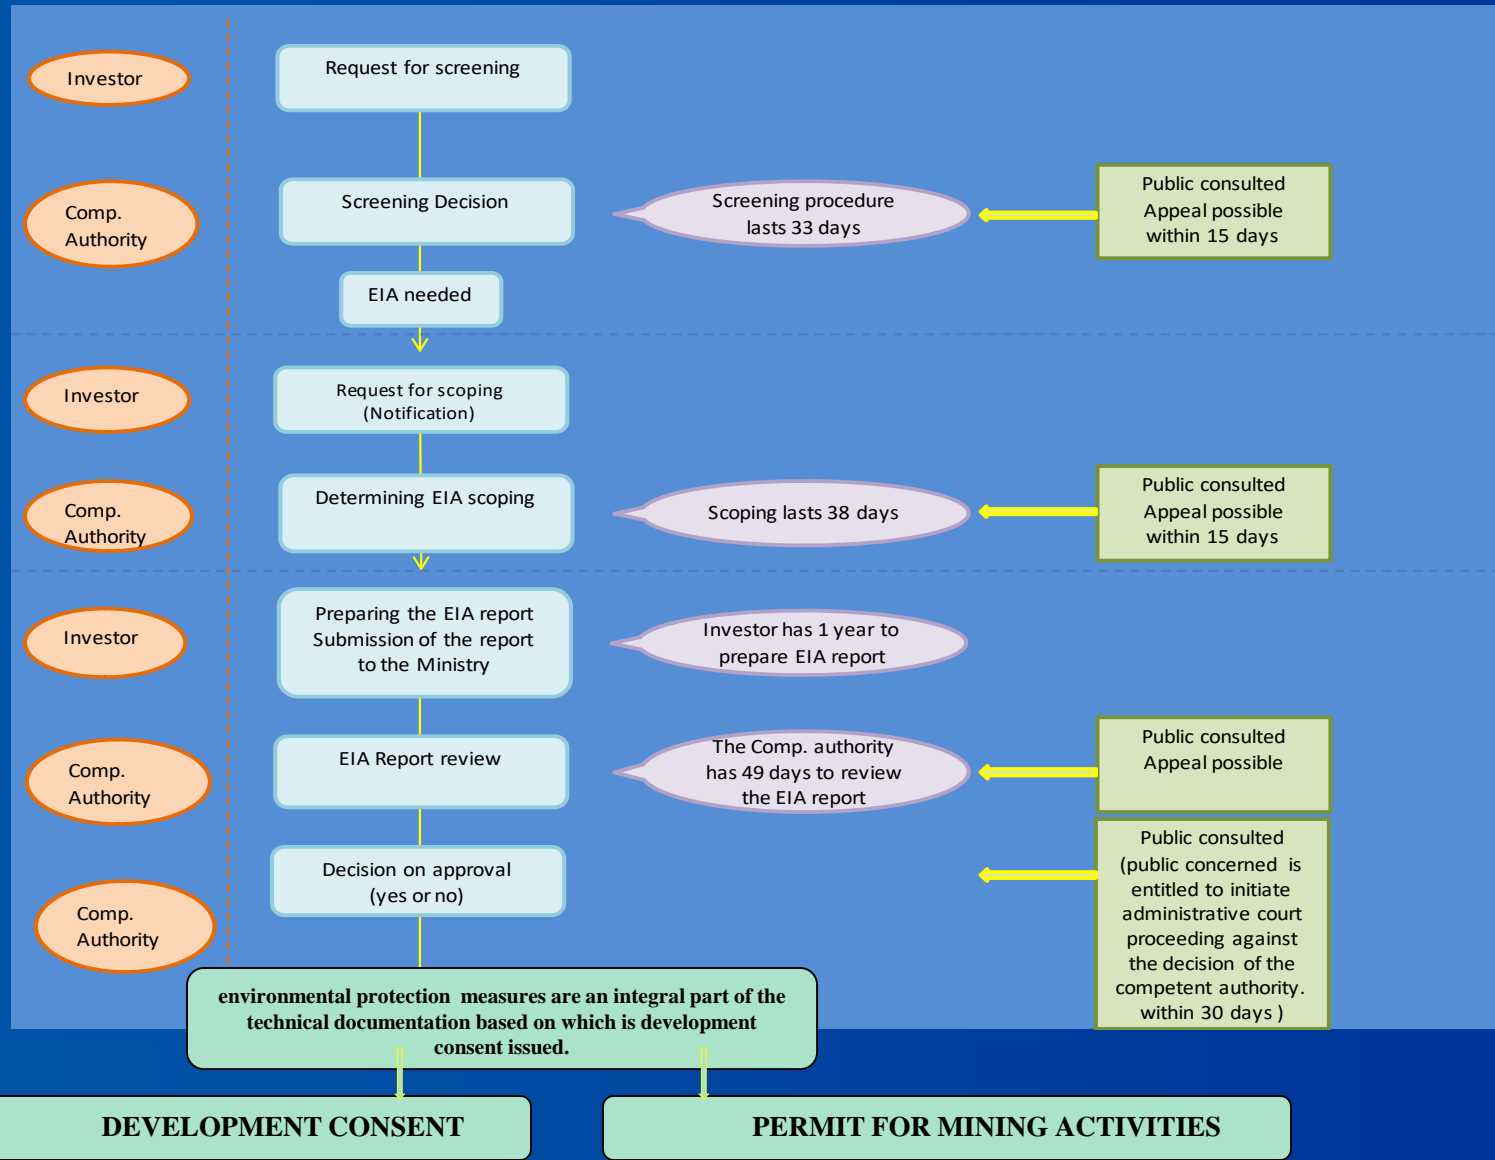 Investor
Request for screening
Comp.
Authority
Screening Decision
Screening procedure
lasts 33 days
Public consulted
Appeal possible
within 15 days
EIA needed
Investor
Request for scoping
(Notification)
Comp.
Authority
Determining EIA scoping
Scoping lasts 38 days
Public consulted
Appeal possible
within 15 days
Investor
Preparing the EIA report
Submission of the report
to the Ministry
Investor has 1 year to
prepare EIA report
Comp.
Authority
EIA Report review
The Comp. authority
has 49 days to review
the EIA report
Public consulted
Appeal possible
Comp.
Authority
Decision on approval
(yes or no)
Public consulted
(public concerned is
entitled to initiate
administrative court
proceeding against
the decision of the
competent authority.
within 30 days )
environmental protection measures are an integral part of the
technical documentation based on which is development
consent issued.
DEVELOPMENT CONSENT
PERMIT FOR MINING ACTIVITIES